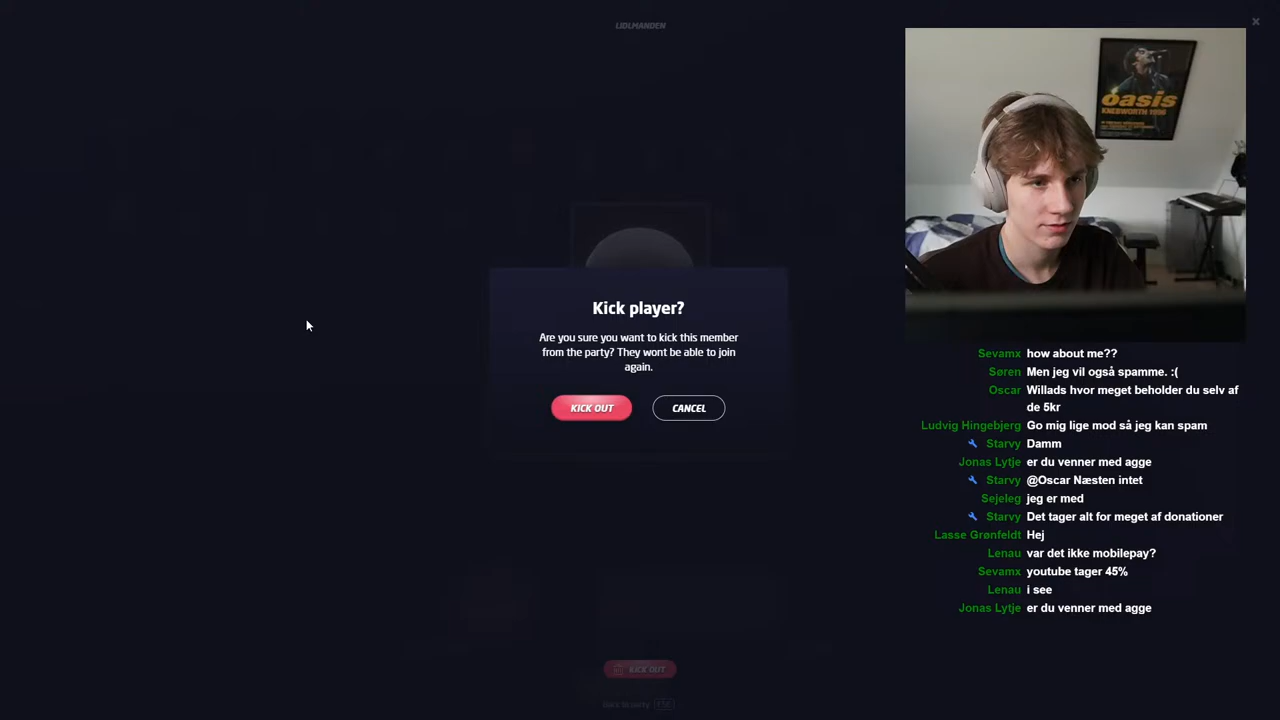 LIDLMANDEN
×
oasis
KNEBWORTH 1996
Kick player?
Are you sure you want to kick this member
from the party? They wont be able to join
again.
KICK OUT
CANCEL
Sevamx how about me??
Søren Men jeg vil også spamme. :(
Oscar Willads hvor meget beholder du selv af
de 5kr
Ludvig Hingebjerg Go mig lige mod så jeg kan spam
Starvy Damm
Jonas Lytje er du venner med agge
Starvy @Oscar Næsten intet
Sejeleg jeg er med
Starvy Det tager alt for meget af donationer
Lasse Grønfeldt Hej
Lenau var det ikke mobilepay?
Sevamx youtube tager 45%
Lenau i see
Jonas Lytje er du venner med agge
KICK OUT
Back to party